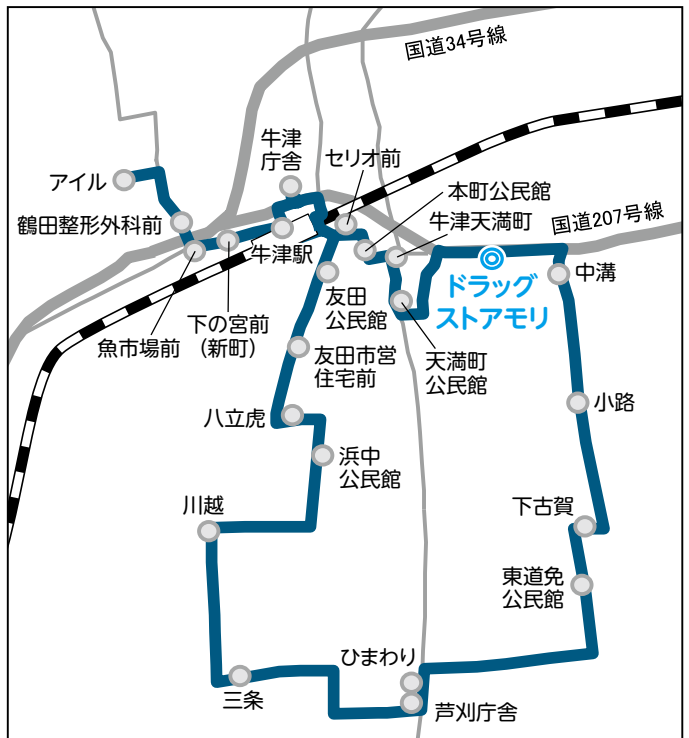 国道34号線
牛津
庁舎
セリオ前
アイル
本町公民館
鶴田整形外科前
牛津天満町
国道207号線
牛津駅
中溝
友田
公民館
ドラッグ
ストアモリ
下の宮前
(新町)
魚市場前
天満町
公民館
友田市営
住宅前
小路
八立虎
浜中
公民館
川越
下古賀
東道免
公民館
ひまわり
三条
芦刈庁舎